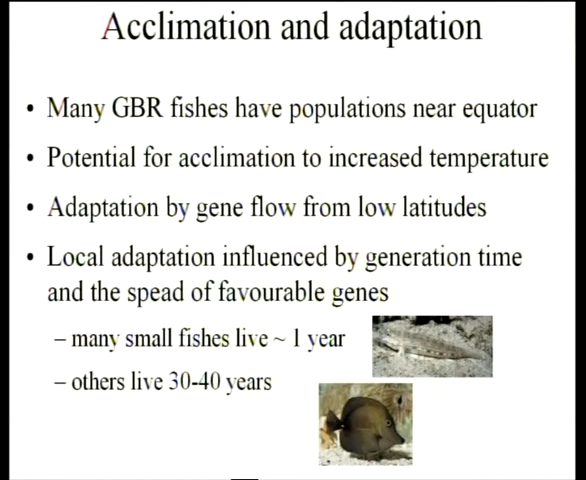 Acclimation and adaptation
• Many GBR fishes have populations near equator
• Potential for acclimation to increased temperature
• Adaptation by gene flow from low latitudes
• Local adaptation influenced by generation time
and the spead of favourable genes
– many small fishes live ~ 1 year
– others live 30-40 years